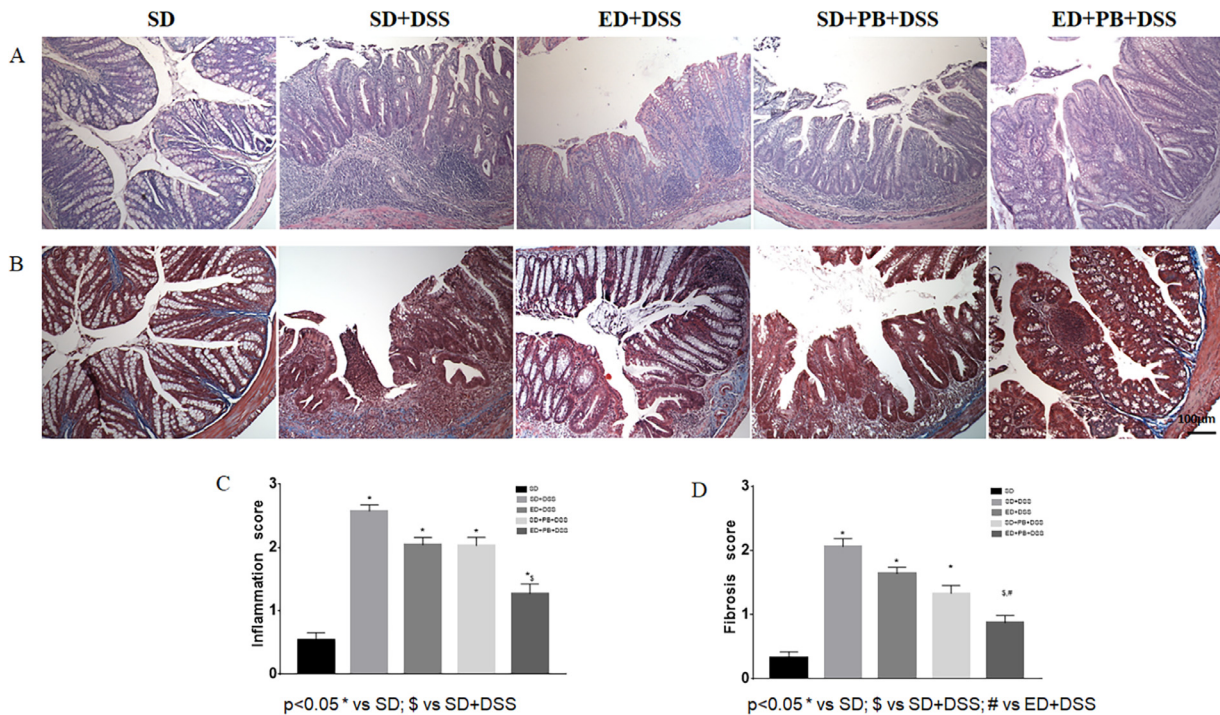 SD SD+DSS ED+DSS SD+PB+DSS ED+PB+DSS
A
B
100µm
C
Inflammation score
3
2
1
0
*
*
*
*$
SD
SD+DSS
ED+DSS
SD+PB+DSS
ED+PB+DSS
p<0.05 * vs SD; $ vs SD+DSS
D
Fibrosis score
3
2
1
0
*
*
*
$,#
SD
SD+DSS
ED+DSS
SD+PB+DSS
ED+PB+DSS
p<0.05 * vs SD; $ vs SD+DSS; # vs ED+DSS